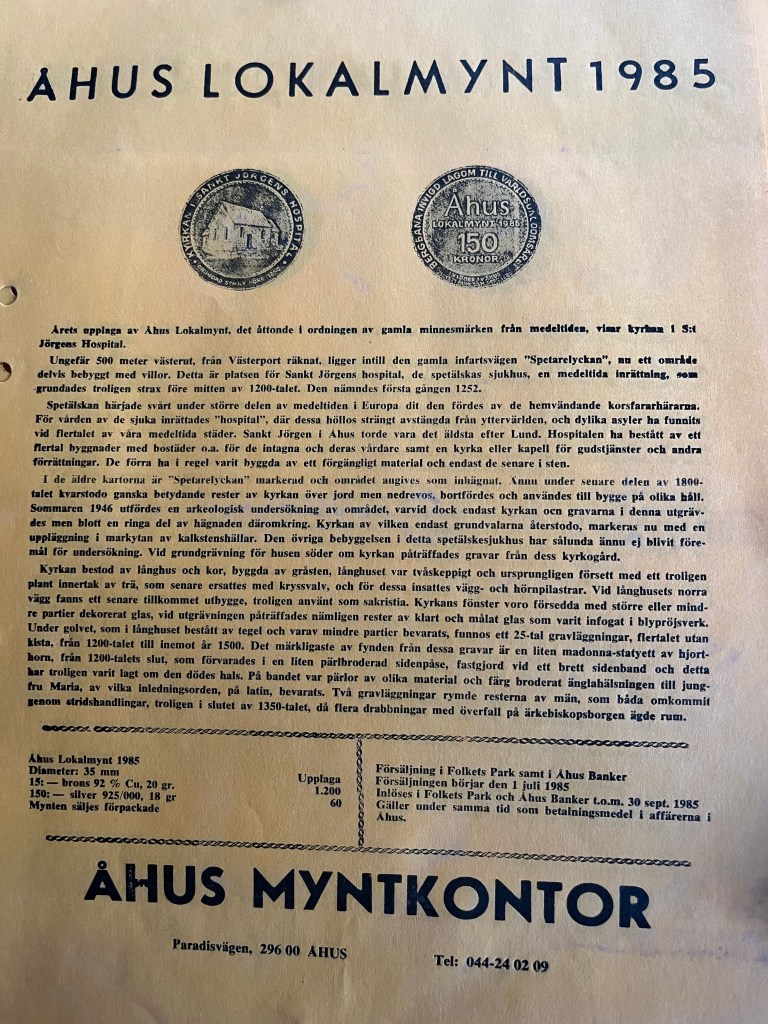 ÅHUS LOKALMYNT 1985
KYRKAN I SANKT JÖRGENS HOSPITAL
BERGBANA INVIGD LAGOM TILL
Åhus
LOKALMYNT 1985
150
KRONOR
Årets upplaga av Åhus Lokalmynt, det åttonde i ordningen av gamla minnesmärken från medeltiden, visar kyrkan i S:t
Jörgens Hospital.
Ungefär 500 meter västerut, från Västerport räknat, ligger intill den gamla infartsvägen "Spetarelyckan", nu ett område
delvis bebyggt med villor. Detta är platsen för Sankt Jörgens hospital, de spetälskas sjukhus, en medeltida inrättning, som
grundades troligen strax före mitten av 1200-talet. Den nämndes första gången 1252.
Spetälskan härjade svårt under större delen av medeltiden i Europa dit den fördes av de hemvändande korsfararhärarna.
För vården av de sjuka inrättades "hospital", där dessa höllos strängt avstängda från yttervärlden, och dylika asyler ha funnits
vid flertalet av våra medeltida städer. Sankt Jörgen i Åhus torde vara det äldsta efter Lund. Hospitalen ha bestått av ett
flertal byggnader med bostäder o.a. för de intagna och deras vårdare samt en kyrka eller kapell för gudstjänster och andra
förrättningar. De förra ha i regel varit byggda av ett förgängligt material och endast de senare i sten.
I de äldre kartorna är "Spetarelyckan" markerad och området angives som inhägnat. Ännu under senare delen av 1800-
talet kvarstodo ganska betydande rester av kyrkan över jord men nedrevos, bortfördes och användes till bygge på olika håll.
Sommaren 1946 utfördes en arkeologisk undersökning av området, varvid dock endast kyrkan ocn gravarna i denna utgräv-
des men blott en ringa del av hägnaden däromkring. Kyrkan av vilken endast grundvalarna återstodo, markeras nu med en
uppläggning i markytan av kalkstenshällar. Den övriga bebyggelsen i detta spetälskesjukhus har sålunda ännu ej blivit före-
mål för undersökning. Vid grundgrävning för husen söder om kyrkan påträffades gravar från dess kyrkogård.
Kyrkan bestod av långhus och kor, byggda av gråsten, långhuset var tvåskeppigt och ursprungligen försett med ett troligen
plant innertak av trä, som senare ersattes med kryssvalv, och för dessa insattes vägg- och hörnpilastrar. Vid långhusets norra
vägg fanns ett senare tillkommet utbygge, troligen använt som sakristia. Kyrkans fönster voro försedda med större eller mind-
re partier dekorerat glas, vid utgrävningen påträffades nämligen rester av klart och målat glas som varit infogat i blypröjsverk.
Under golvet, som i långhuset bestått av tegel och varav mindre partier bevarats, funnos ett 25-tal gravläggningar, flertalet utan
kista, från 1200-talet till inemot år 1500. Det märkligaste av fynden från dessa gravar är en liten madonna-statyett av hjort-
horn, från 1200-talets slut, som förvarades i en liten pärlbroderad sidenpåse, fastgjord vid ett brett sidenband och detta
har troligen varit lagt om den dödes hals. På bandet var pärlor av olika material och färg broderat änglahälsningen till jung-
fru Maria, av vilka inledningsorden, på latin, bevarats. Två gravläggningar rymde resterna av män, som båda omkommit
genom stridshandlingar, troligen i slutet av 1350-talet, då flera drabbningar med överfall på ärkebiskopsborgen ägde rum.
Åhus Lokalmynt 1985
Diameter: 35 mm
Upplaga
15: — brons 92 % Cu, 20 gr. 1.200
150: — silver 925/000, 18 gr 60
Mynten säljes förpackade
Försäljning i Folkets Park samt i Åhus Banker
Försäljningen börjar den 1 juli 1985
Inlöses i Folkets Park och Åhus Banker t.o.m. 30 sept. 1985
Gäller under samma tid som betalningsmedel i affärerna i
Åhus.
ÅHUS MYNTKONTOR
Paradisvägen, 296 00 ÅHUS Tel: 044-24 02 09